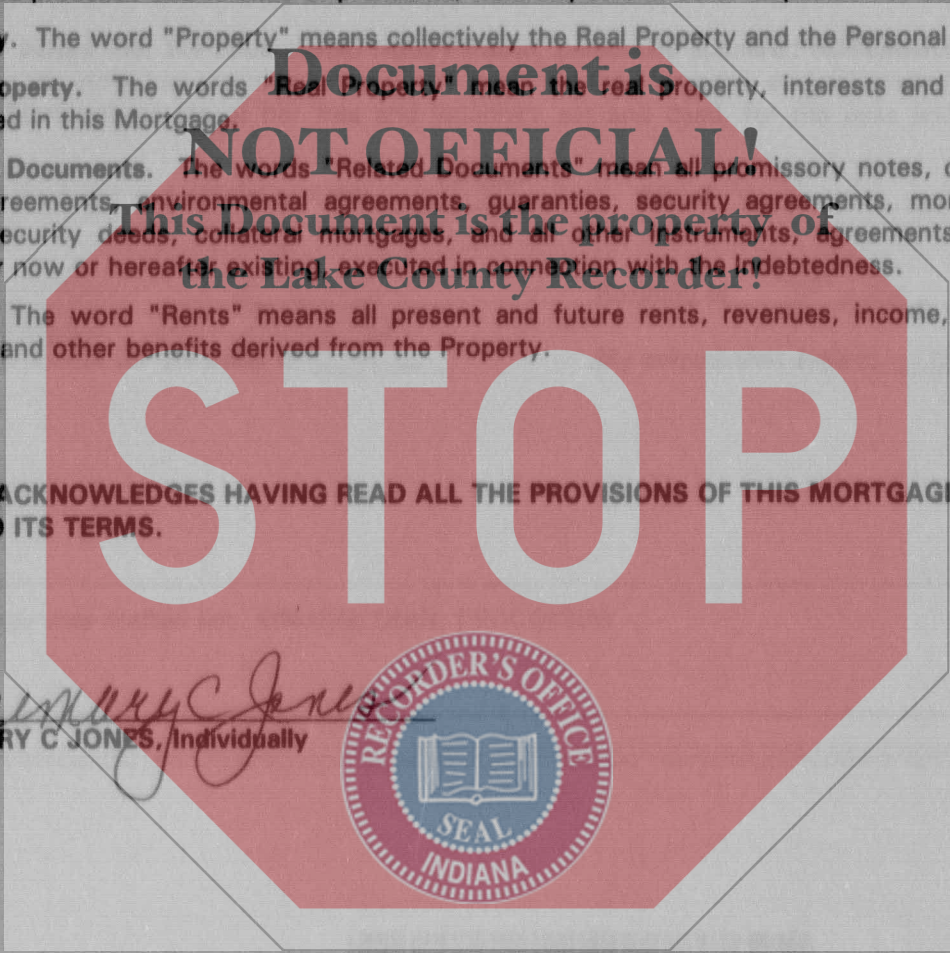 y. The word "Property" means collectively the Real Property and the Personal
Document is
operty. The words "Real Property" mean the real property, interests and
ed in this Mortgage.
NOT OFFICIAL!
Documents. The words "Related Documents" mean all promissory notes,
reements, environmental agreements, guaranties, security agreements, mo
This Document is the property of
ecurity deeds, collateral mortgages, and all other instruments, agreements
now or hereafter existing, executed in connection with the Indebtedness.
the Lake County Recorder!
The word "Rents" means all present and future rents, revenues, income,
and other benefits derived from the Property.
STOP
ACKNOWLEDGES HAVING READ ALL THE PROVISIONS OF THIS MORTGAG
ITS TERMS.
emary C Jones
RY C JONES, Individually
RECORDER'S OFFICE
SEAL
INDIANA